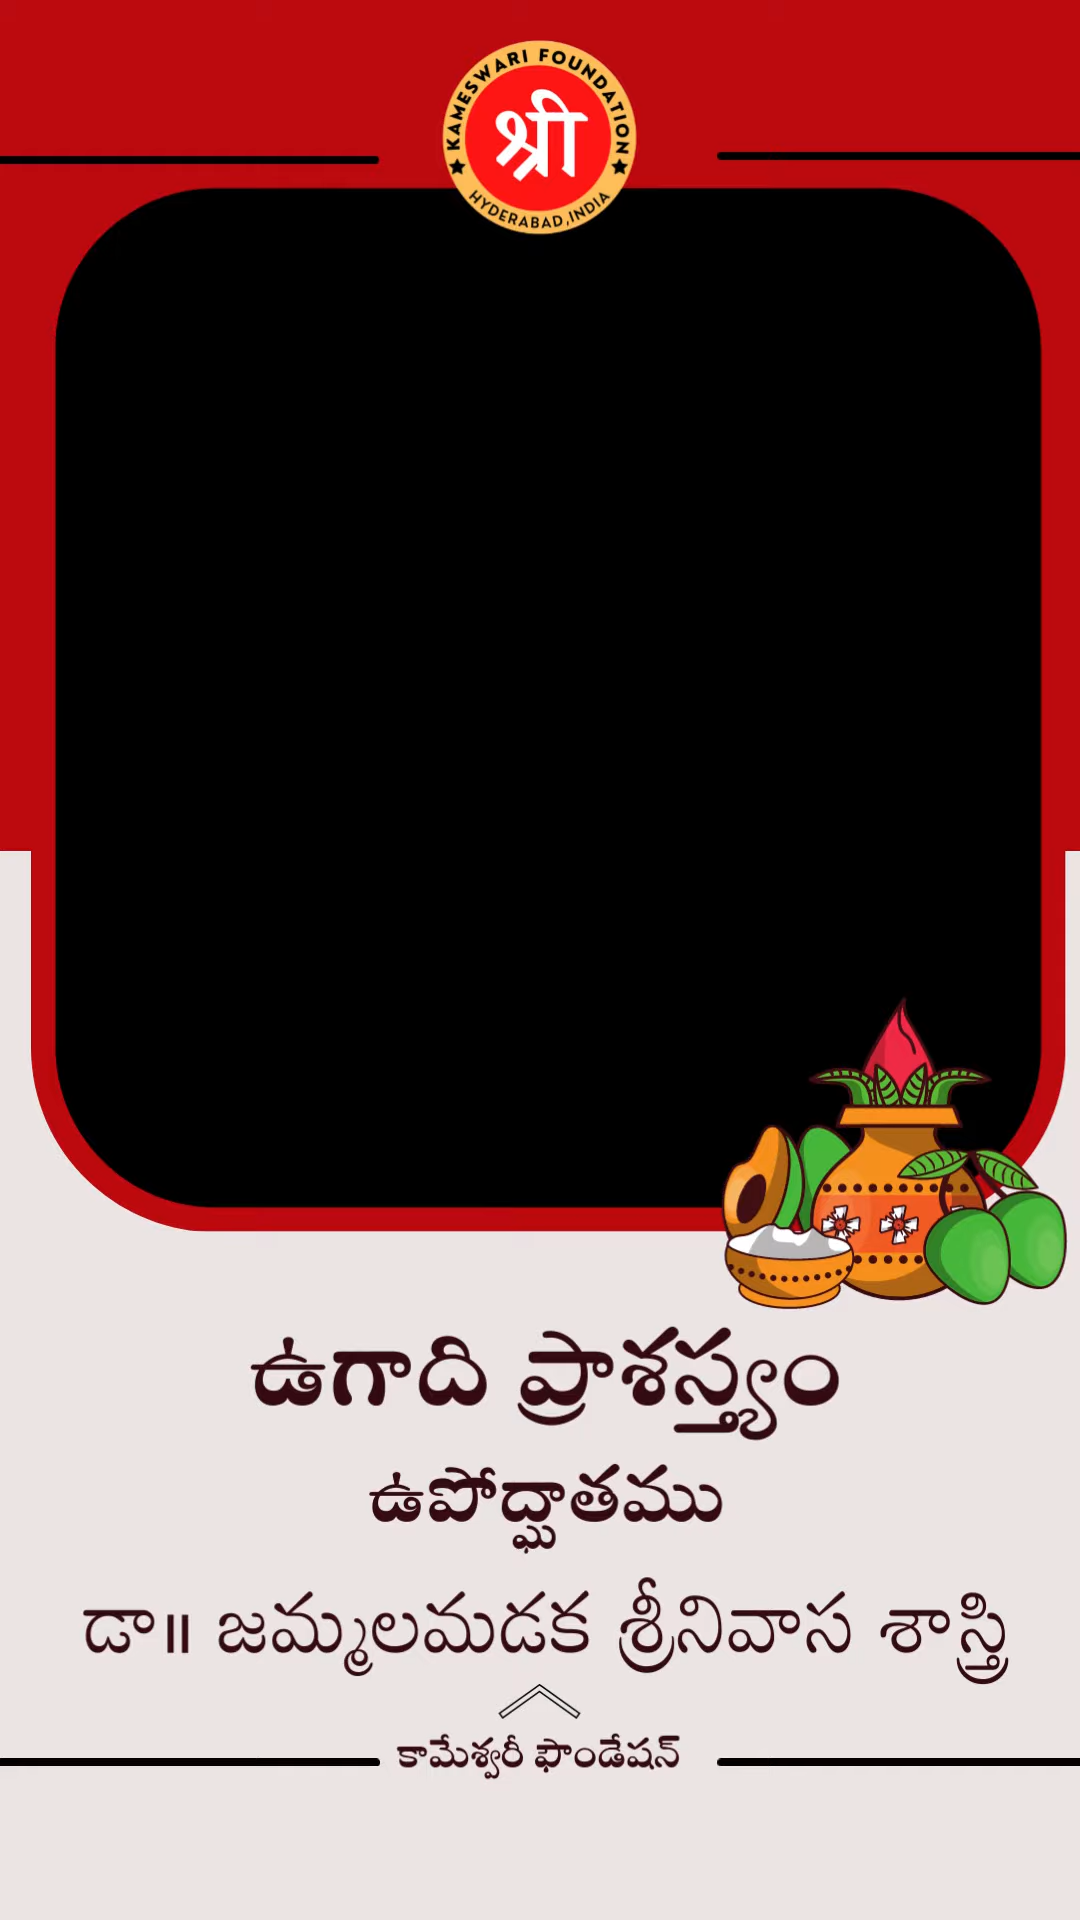 KAMESWARI FOUNDATION
श्री
HYDERABAD,INDIA
ఉగాది ప్రాశస్త్యం
ఉపోద్ఘాతము
డా॥ జమ్మలమడక శ్రీనివాస శాస్త్రి
కామేశ్వరీ ఫౌండేషన్